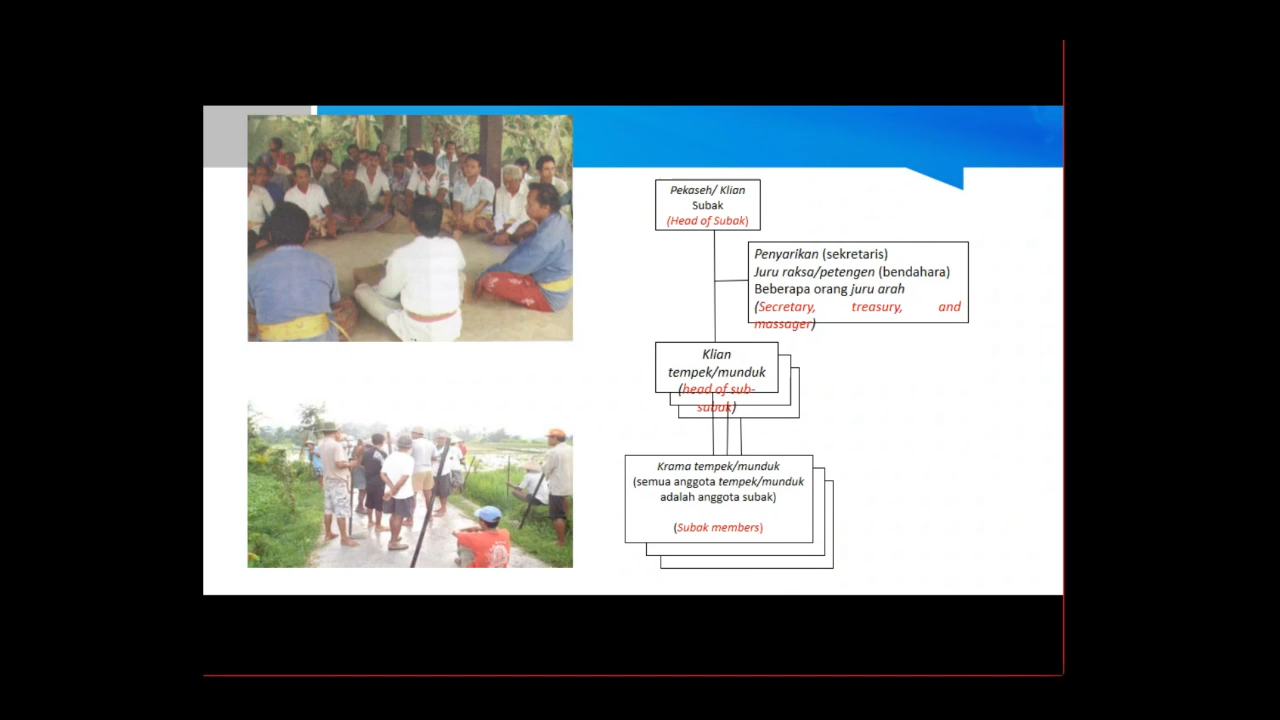 Pekaseh/ Klian
Subak
(Head of Subak)
Penyarikan (sekretaris)
Juru raksa/petengen (bendahara)
Beberapa orang juru arah
(Secretary, treasury, and
massager)
Klian
tempek/munduk
(head of sub-
subak)
Krama tempek/munduk
(semua anggota tempek/munduk
adalah anggota subak)
(Subak members)